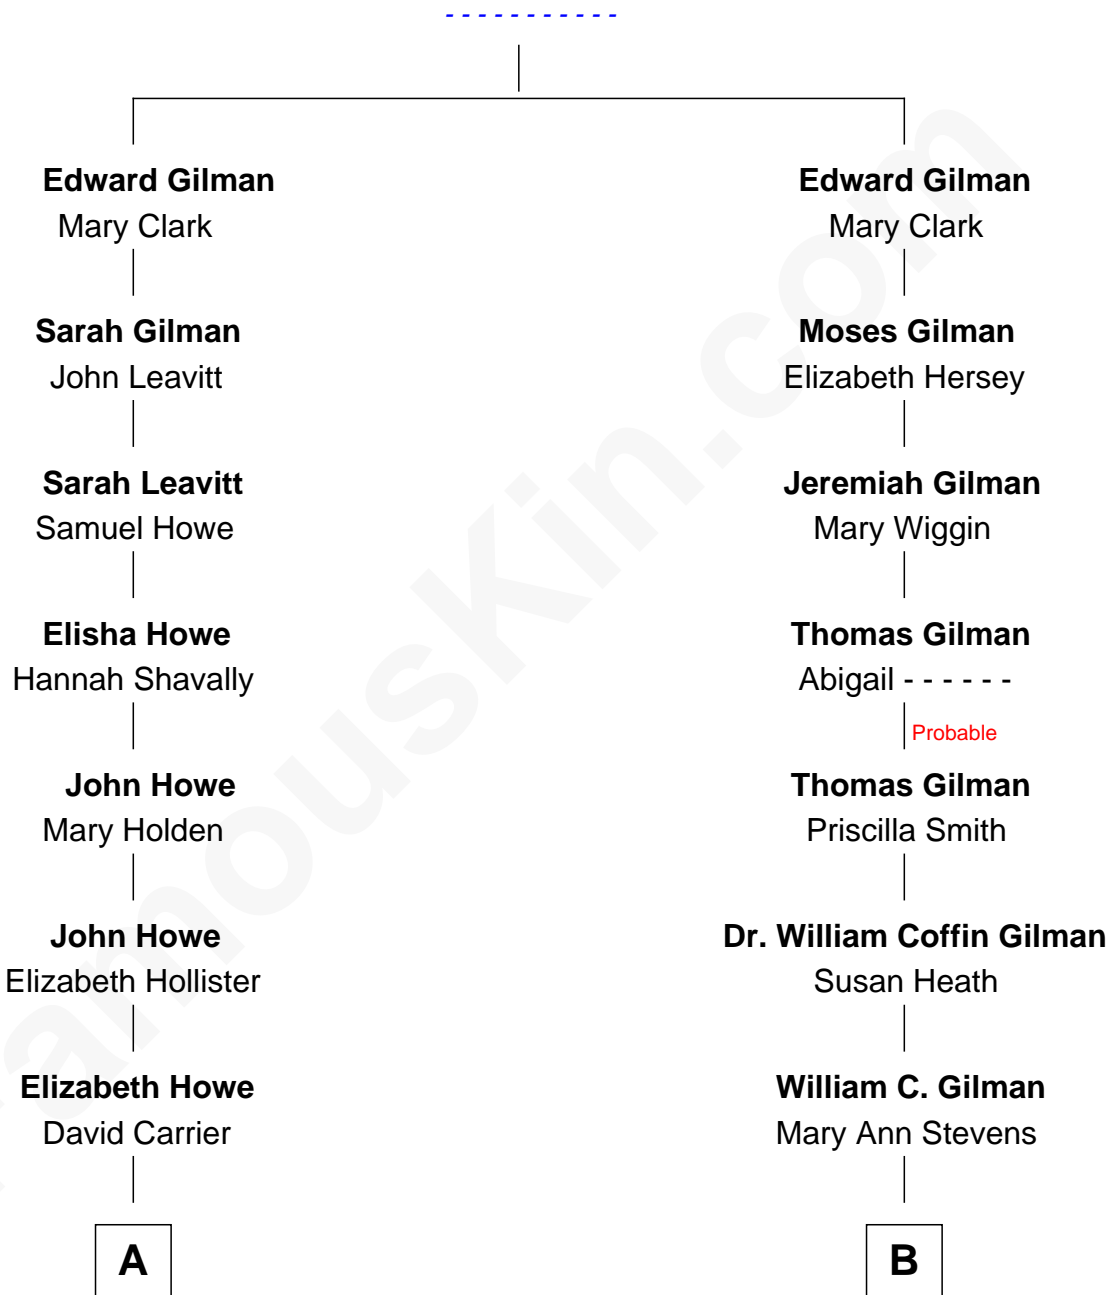 - - - - - - - - - - -
Edward Gilman
Mary Clark
Sarah Gilman
John Leavitt
Sarah Leavitt
Samuel Howe
Elisha Howe
Hannah Shavally
John Howe
Mary Holden
John Howe
Elizabeth Hollister
Elizabeth Howe
David Carrier
A
Edward Gilman
Mary Clark
Moses Gilman
Elizabeth Hersey
Jeremiah Gilman
Mary Wiggin
Thomas Gilman
Abigail - - - - - -
Probable
Thomas Gilman
Priscilla Smith
Dr. William Coffin Gilman
Susan Heath
William C. Gilman
Mary Ann Stevens
B
FamousKin.com